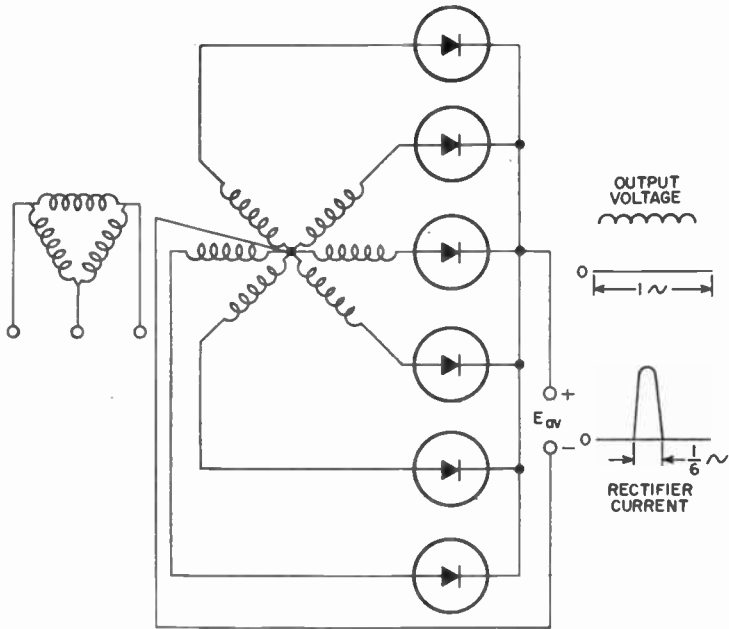 OUTPUT
VOLTAGE
0
1 ~
+
E av
-
0
1/6 ~
RECTIFIER
CURRENT